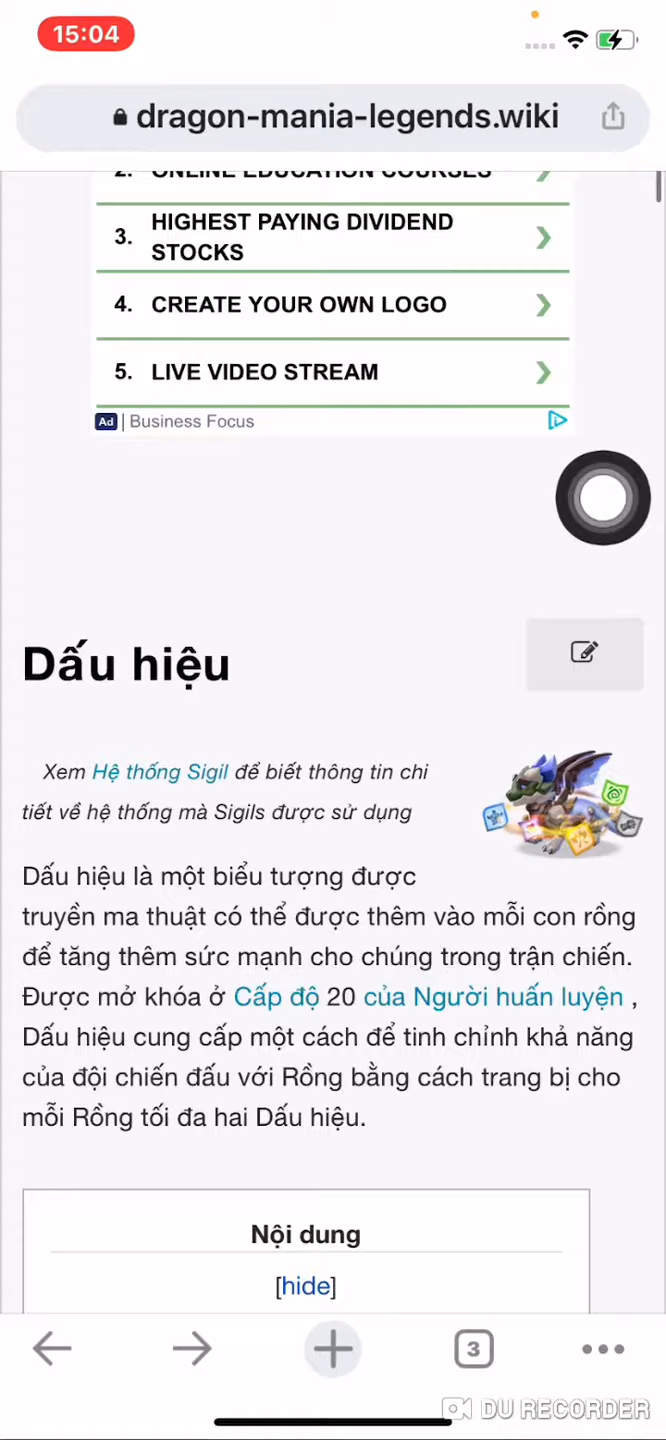 15:04
dragon-mania-legends.wiki
2. ONLINE EDUCATION COURSES
3. HIGHEST PAYING DIVIDEND
STOCKS
4. CREATE YOUR OWN LOGO
5. LIVE VIDEO STREAM
Ad | Business Focus
Dấu hiệu
Xem Hệ thống Sigil để biết thông tin chi
tiết về hệ thống mà Sigils được sử dụng
Dấu hiệu là một biểu tượng được
truyền ma thuật có thể được thêm vào mỗi con rồng
để tăng thêm sức mạnh cho chúng trong trận chiến.
Được mở khóa ở Cấp độ 20 của Người huấn luyện ,
Dấu hiệu cung cấp một cách để tinh chỉnh khả năng
của đội chiến đấu với Rồng bằng cách trang bị cho
mỗi Rồng tối đa hai Dấu hiệu.
Nội dung
[hide]
3
DU RECORDER